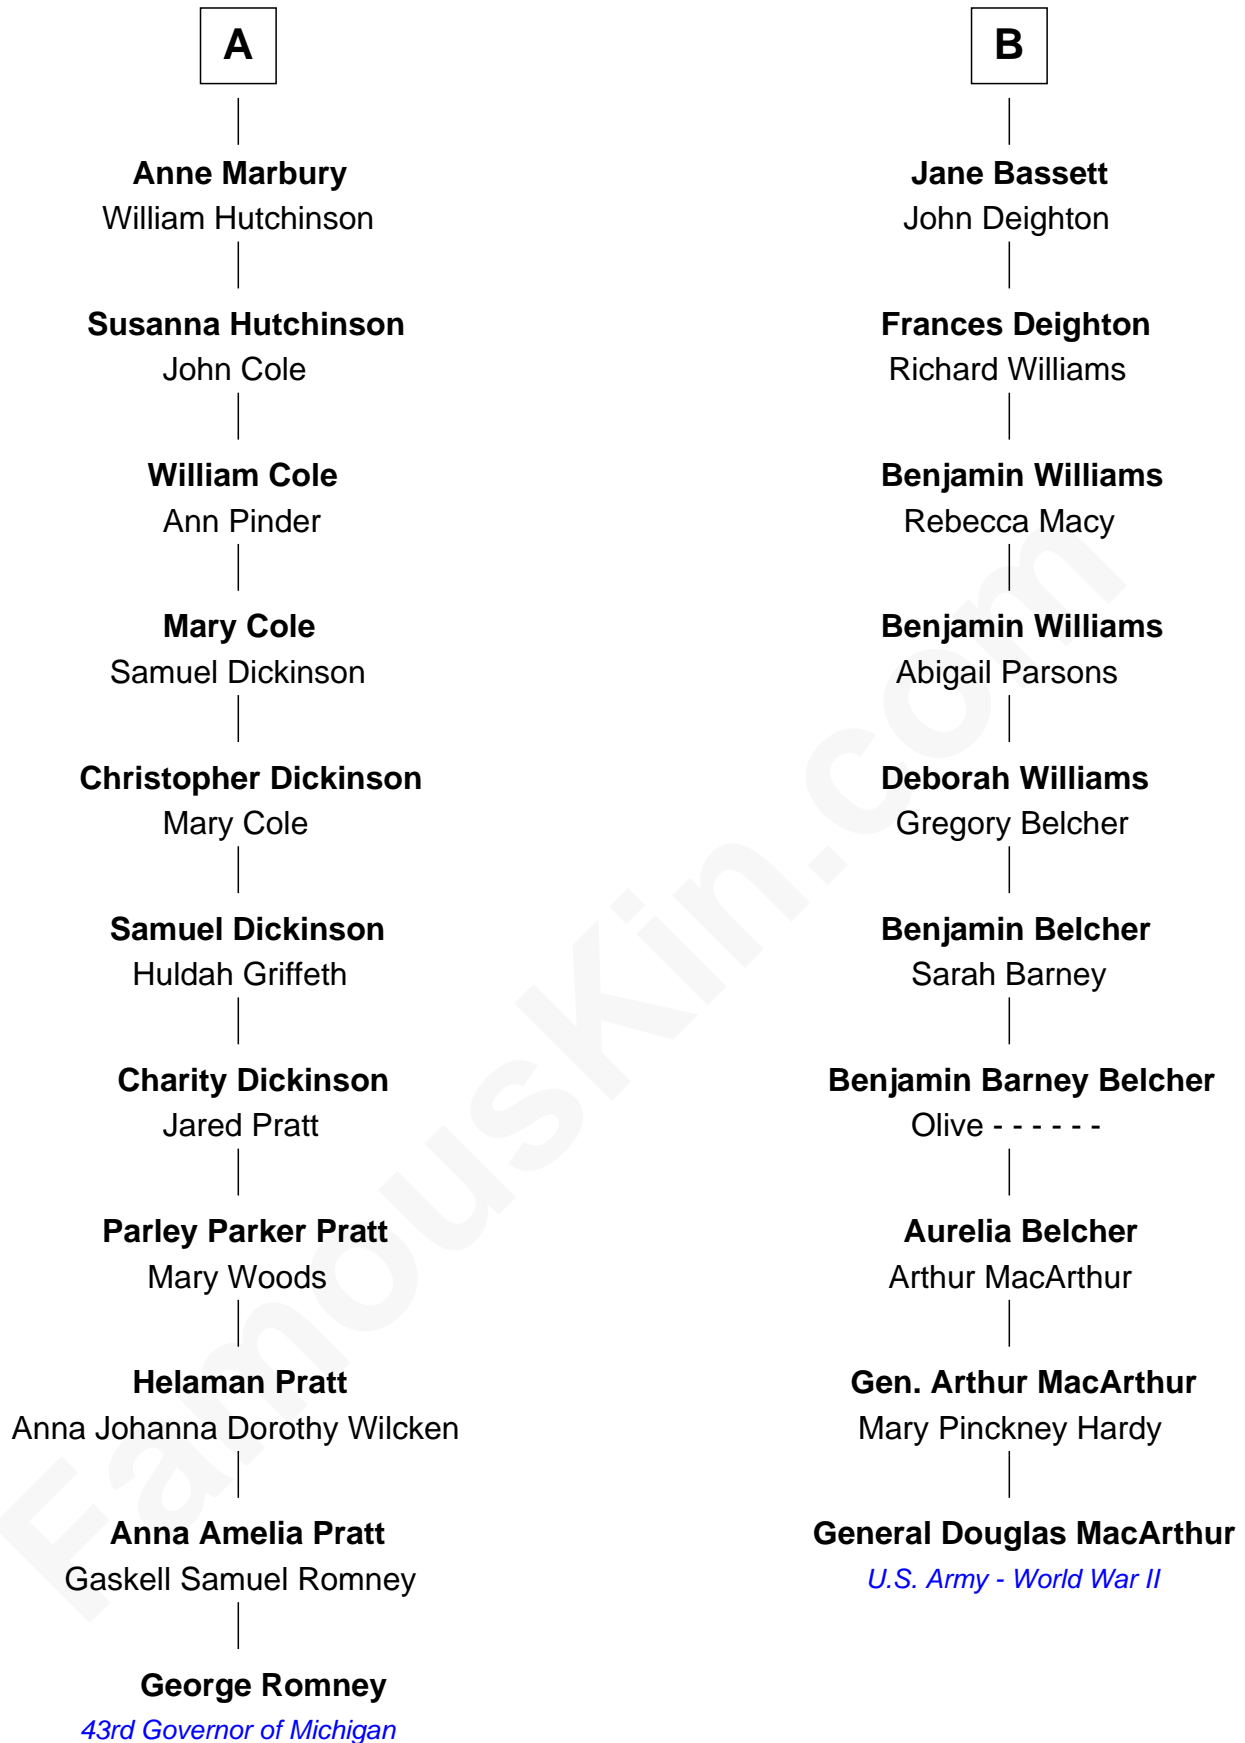 A
Anne Marbury
William Hutchinson
Susanna Hutchinson
John Cole
William Cole
Ann Pinder
Mary Cole
Samuel Dickinson
Christopher Dickinson
Mary Cole
Samuel Dickinson
Huldah Griffeth
Charity Dickinson
Jared Pratt
Parley Parker Pratt
Mary Woods
Helaman Pratt
Anna Johanna Dorothy Wilcken
Anna Amelia Pratt
Gaskell Samuel Romney
George Romney
43rd Governor of Michigan
B
Jane Bassett
John Deighton
Frances Deighton
Richard Williams
Benjamin Williams
Rebecca Macy
Benjamin Williams
Abigail Parsons
Deborah Williams
Gregory Belcher
Benjamin Belcher
Sarah Barney
Benjamin Barney Belcher
Olive - - - - - -
Aurelia Belcher
Arthur MacArthur
Gen. Arthur MacArthur
Mary Pinckney Hardy
General Douglas MacArthur
U.S. Army - World War II
FamousKin.com